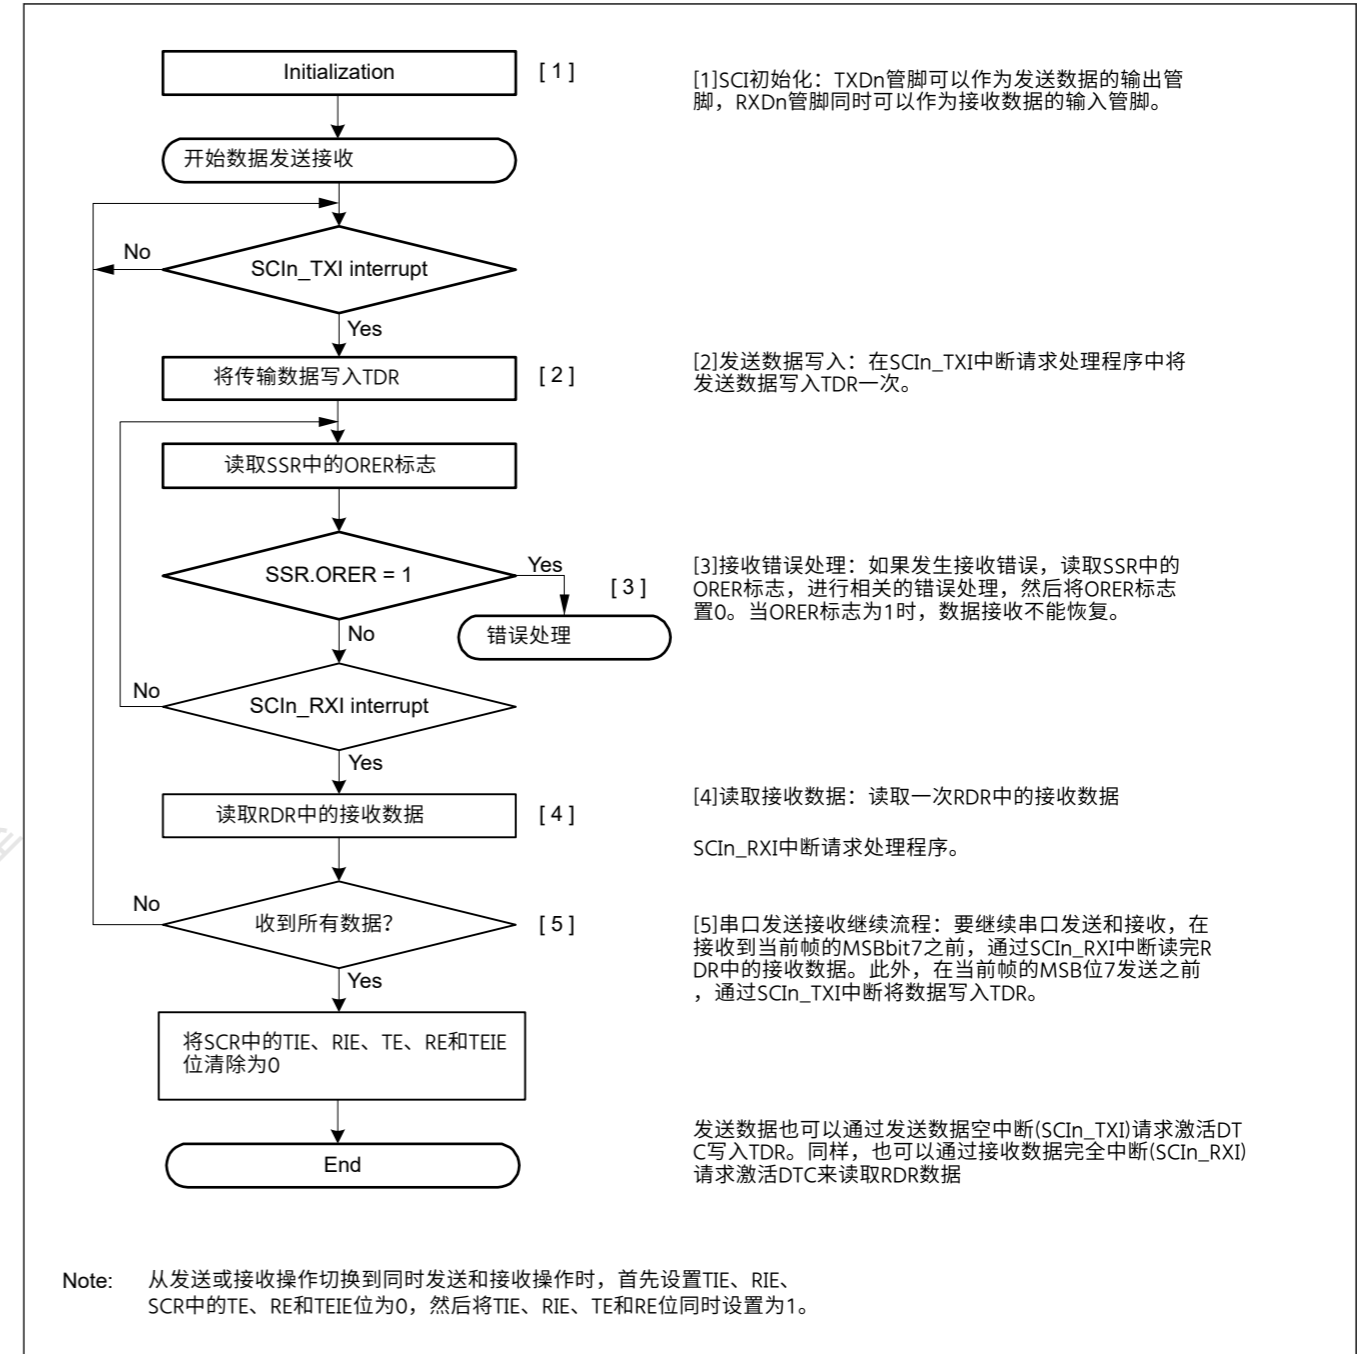 Initialization
[ 1 ]
[1]SCI初始化：TXDn管脚可以作为发送数据的输出管
脚，RXDn管脚同时可以作为接收数据的输入管脚。
开始数据发送接收
No
SCIn_TXI interrupt
Yes
将传输数据写入TDR
[ 2 ]
[2]发送数据写入：在SCIn_TXI中断请求处理程序中将
发送数据写入TDR一次。
读取SSR中的ORER标志
SSR.ORER = 1
Yes
[ 3 ]
[3]接收错误处理：如果发生接收错误，读取SSR中的
ORER标志，进行相关的错误处理，然后将ORER标志
置0。当ORER标志为1时，数据接收不能恢复。
错误处理
No
No
SCIn_RXI interrupt
Yes
读取RDR中的接收数据
[ 4 ]
[4]读取接收数据：读取一次RDR中的接收数据
SCIn_RXI中断请求处理程序。
No
收到所有数据？
[ 5 ]
[5]串口发送接收继续流程：要继续串口发送和接收，在
接收到当前帧的MSBbit7之前，通过SCIn_RXI中断读完R
DR中的接收数据。此外，在当前帧的MSB位7发送之前
，通过SCIn_TXI中断将数据写入TDR。
Yes
将SCR中的TIE、RIE、TE、RE和TEIE
位清除为0
End
发送数据也可以通过发送数据空中断(SCIn_TXI)请求激活DT
C写入TDR。同样，也可以通过接收数据完全中断(SCIn_RXI)
请求激活DTC来读取RDR数据
Note: 从发送或接收操作切换到同时发送和接收操作时，首先设置TIE、RIE、
SCR中的TE、RE和TEIE位为0，然后将TIE、RIE、TE和RE位同时设置为1。